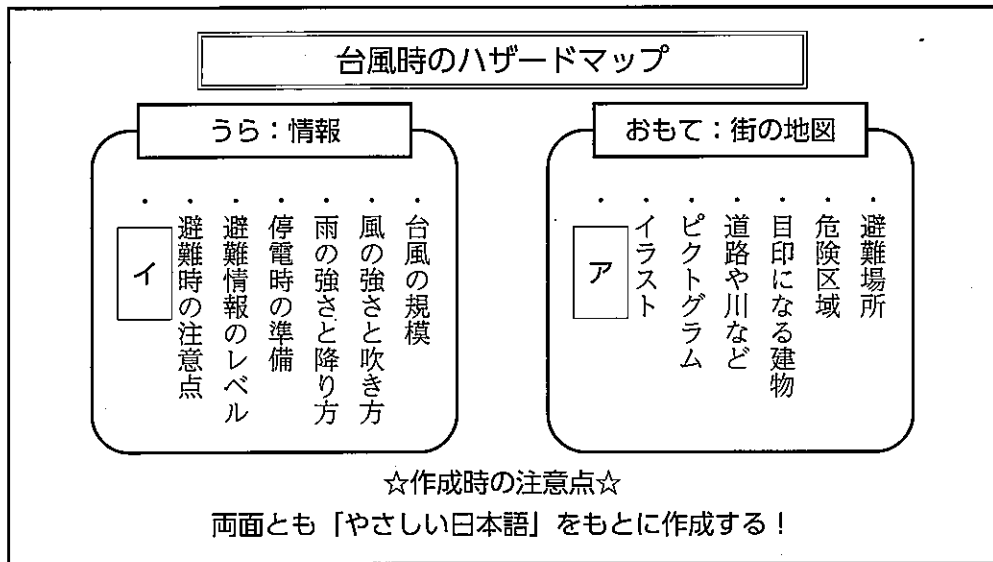 台風時のハザードマップ
おもて：街の地図
・避難場所
・危険区域
・目印になる建物
・道路や川など
・ピクトグラム
・イラスト
・ア
うら：情報
・台風の規模
・風の強さと吹き方
・雨の強さと降り方
・停電時の準備
・避難情報のレベル
・避難時の注意点
・イ
☆作成時の注意点☆
両面とも「やさしい日本語」をもとに作成する！